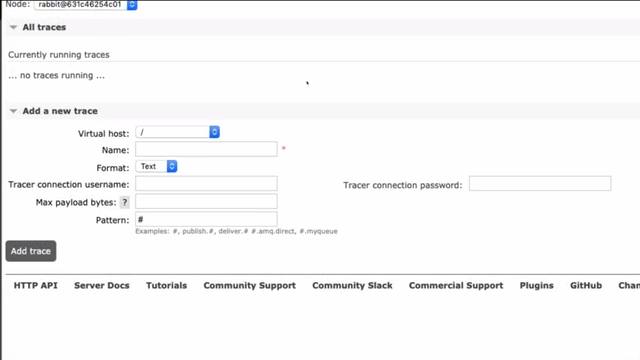 Node: rabbit@631c46254c01
All traces
Currently running traces
... no traces running ...
Add a new trace
Virtual host: /
Name: *
Format: Text
Tracer connection username: Tracer connection password:
Max payload bytes: ?
Pattern: #
Examples: #, publish.#, deliver.# #.amq.direct, #.myqueue
Add trace
HTTP API Server Docs Tutorials Community Support Community Slack Commercial Support Plugins GitHub